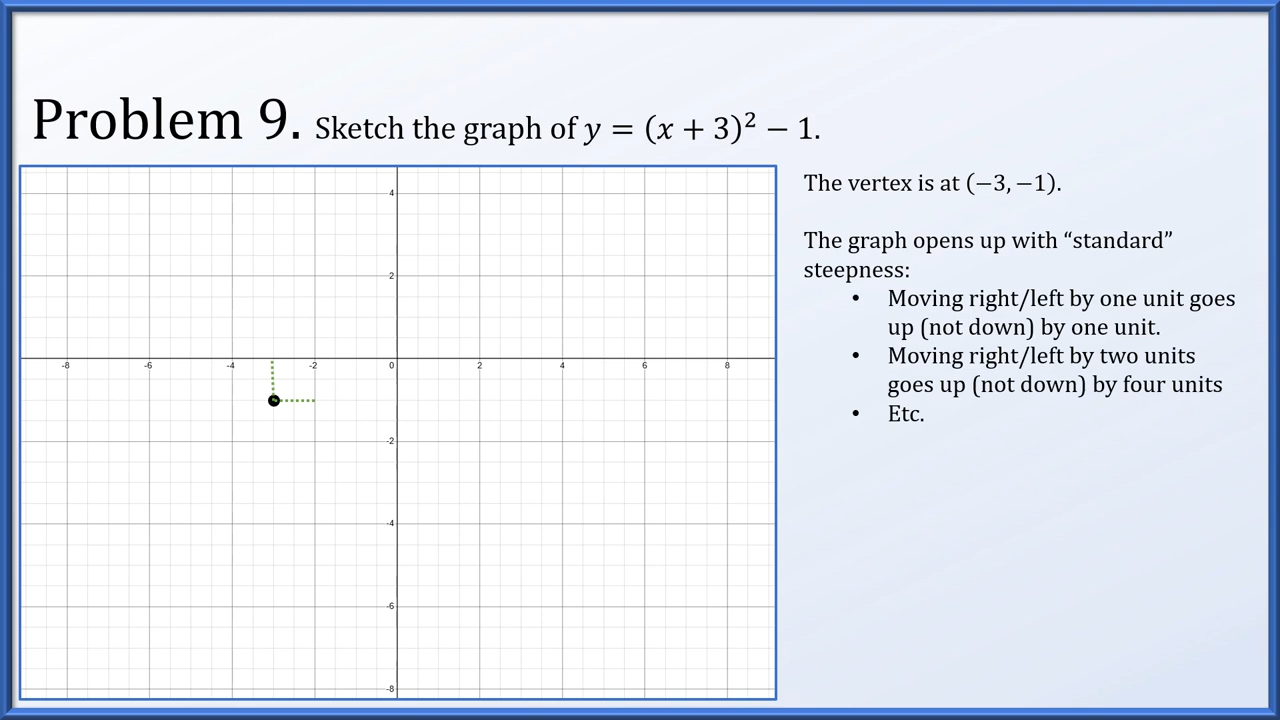 Problem 9. Sketch the graph of y = (x + 3)² − 1.
The vertex is at (−3, −1).
The graph opens up with “standard”
steepness:
• Moving right/left by one unit goes
up (not down) by one unit.
• Moving right/left by two units
goes up (not down) by four units
• Etc.
4
2
-8 -6 -4 -2 0 2 4 6 8
-2
-4
-6
-8